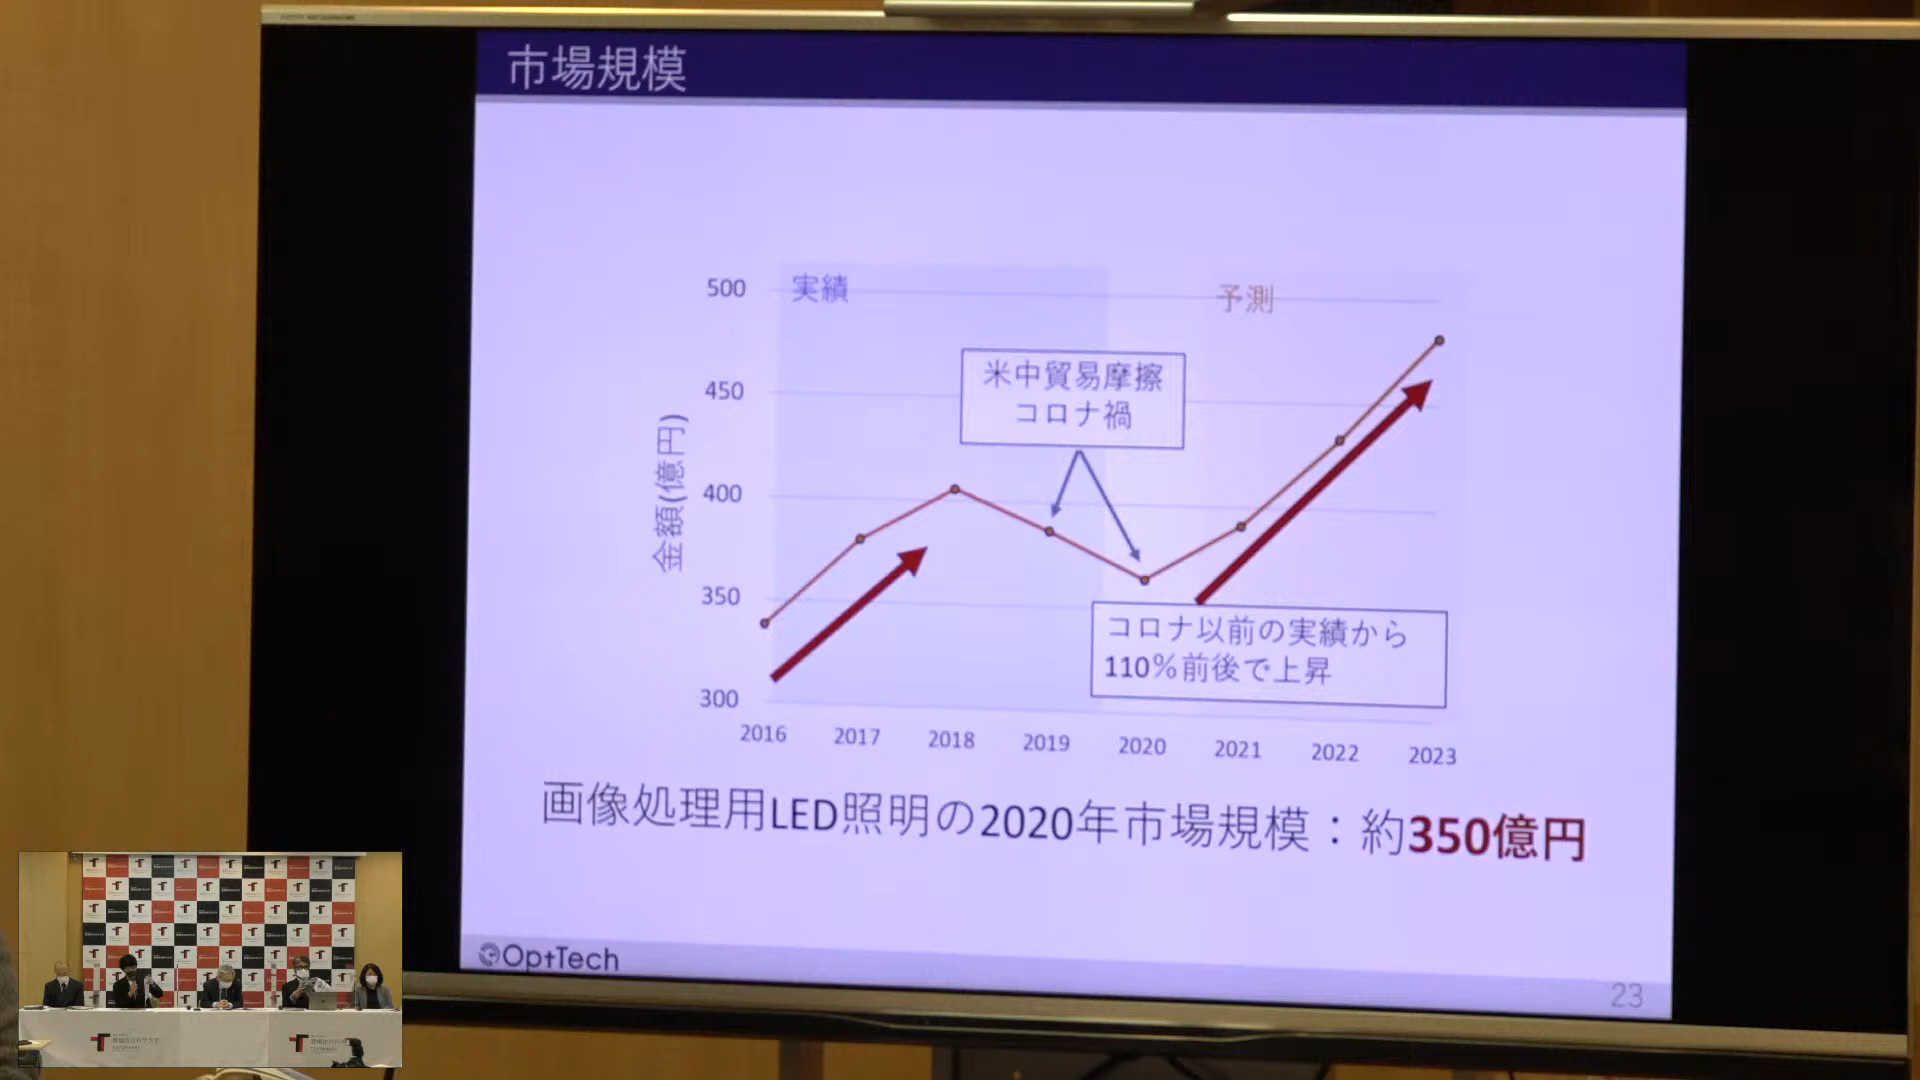 市場規模
500
実績
予測
450
米中貿易摩擦
コロナ禍
金額(億円)
400
350
コロナ以前の実績から
110%前後で上昇
300
2016
2017
2018
2019
2020
2021
2022
2023
画像処理用LED照明の2020年市場規模：約350億円
OptTech
23